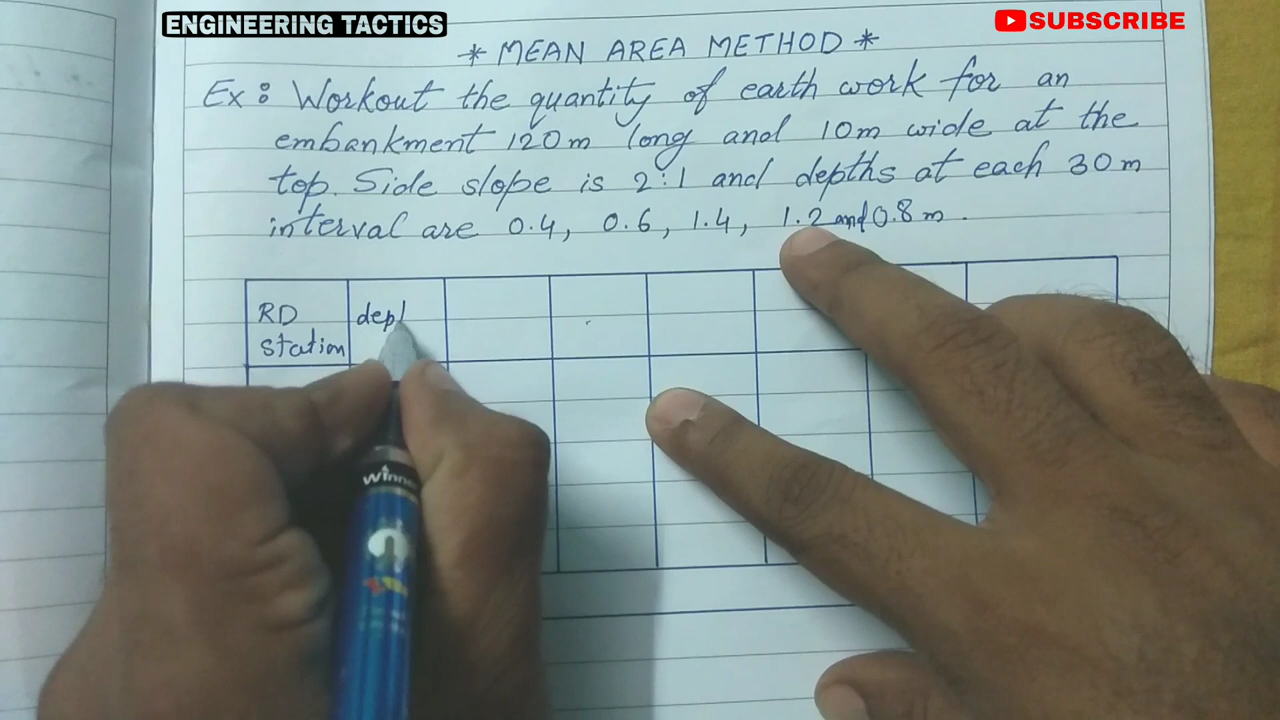 ENGINEERING TACTICS
SUBSCRIBE
* MEAN AREA METHOD *
Ex: Workout the quantity of earth work for an
embankment 120m long and 10m wide at the
top. Side slope is 2:1 and depths at each 30m
interval are 0.4, 0.6, 1.4, 1.2 and 0.8 m.
RD
station
dept
Winner